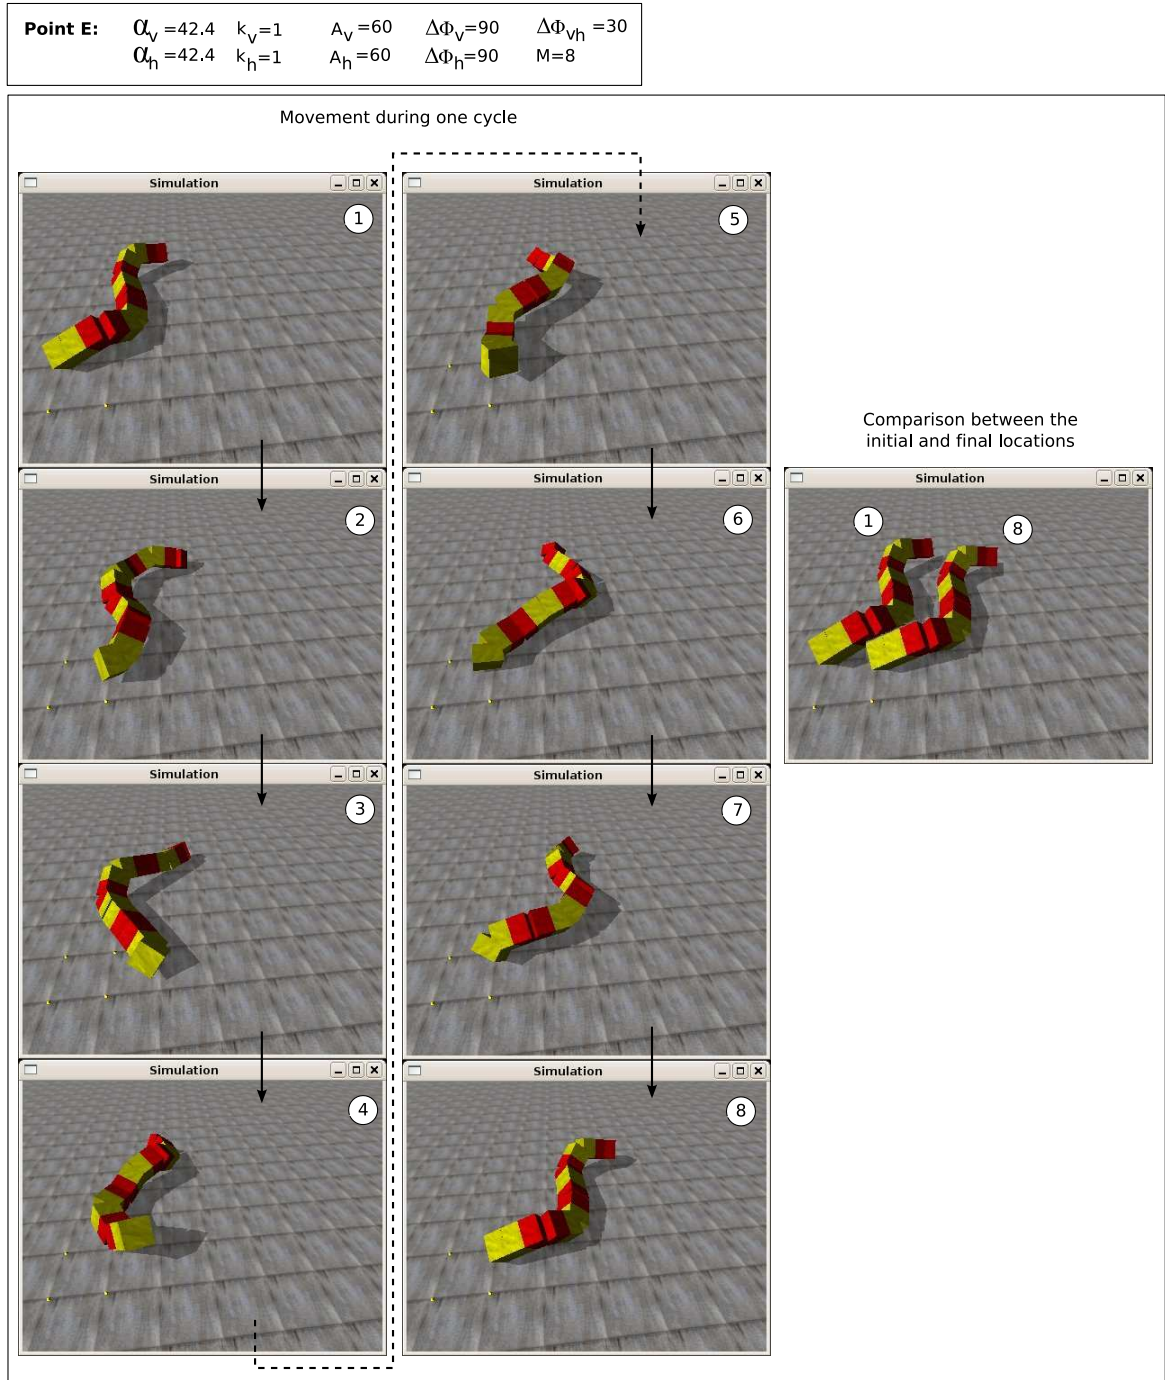 Point E: αv =42.4 kv=1 Av =60 ΔΦv=90 ΔΦvh =30
αh =42.4 kh=1 Ah =60 ΔΦh=90 M=8
Movement during one cycle
Simulation
1
Simulation
2
Simulation
3
Simulation
4
Simulation
5
Simulation
6
Simulation
7
Simulation
8
Comparison between the
initial and final locations
Simulation
1
8